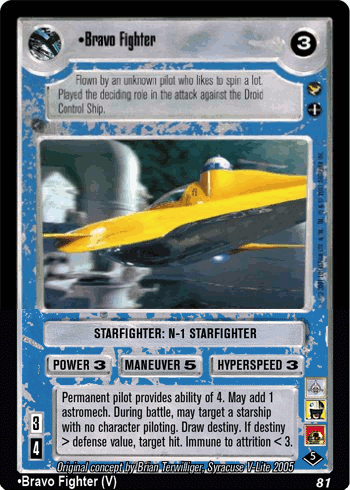 •Bravo Fighter
3
Flown by an unknown pilot who likes to spin a lot.
Played the deciding role in the attack against the Droid
Control Ship.
STARFIGHTER: N-1 STARFIGHTER
POWER 3
MANEUVER 5
HYPERSPEED 3
Permanent pilot provides ability of 4. May add 1
astromech. During battle, may target a starship
with no character piloting. Draw destiny. If destiny
> defense value, target hit. Immune to attrition < 3.
3
4
5
Original concept by Brian Terwilliger, Syracuse V-Lite 2005
•Bravo Fighter (V)
81